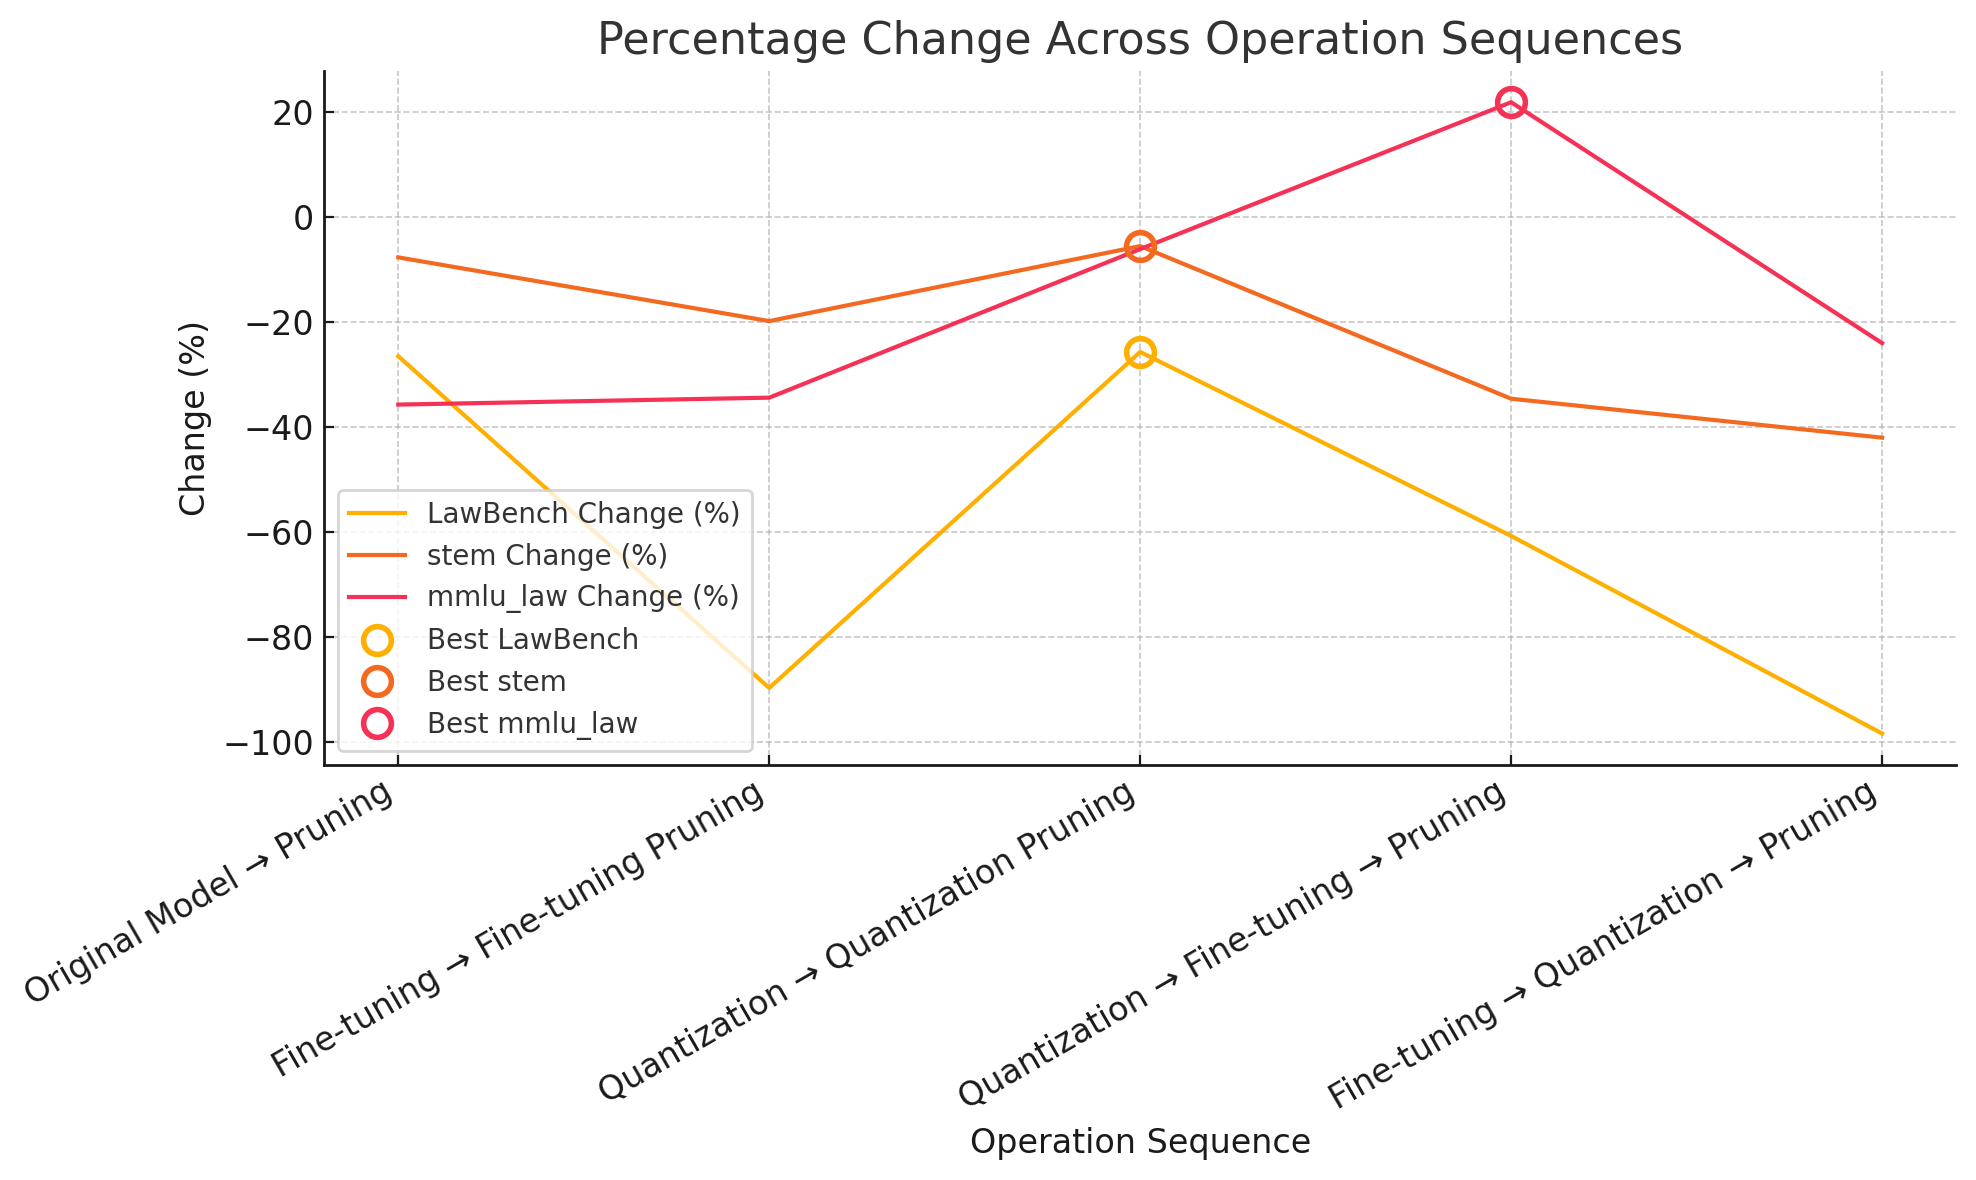 Percentage Change Across Operation Sequences
Change (%)
20
0
−20
−40
−60
−80
−100
LawBench Change (%)
stem Change (%)
mmlu_law Change (%)
Best LawBench
Best stem
Best mmlu_law
Original Model → Pruning
Fine-tuning → Fine-tuning Pruning
Quantization → Quantization Pruning
Quantization → Fine-tuning → Pruning
Fine-tuning → Quantization → Pruning
Operation Sequence